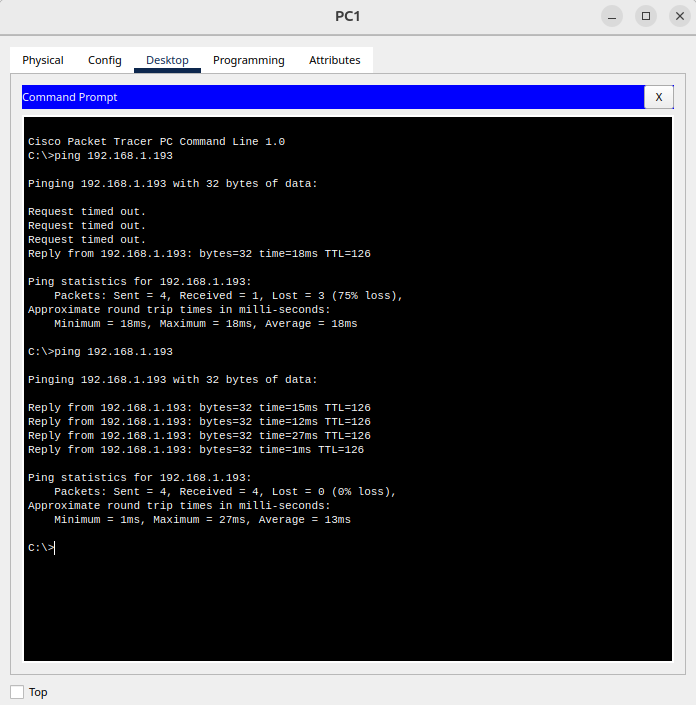 PC1
Physical Config Desktop Programming Attributes
Command Prompt X
Cisco Packet Tracer PC Command Line 1.0
C:\>ping 192.168.1.193
Pinging 192.168.1.193 with 32 bytes of data:
Request timed out.
Request timed out.
Request timed out.
Reply from 192.168.1.193: bytes=32 time=18ms TTL=126
Ping statistics for 192.168.1.193:
    Packets: Sent = 4, Received = 1, Lost = 3 (75% loss),
Approximate round trip times in milli-seconds:
    Minimum = 18ms, Maximum = 18ms, Average = 18ms
C:\>ping 192.168.1.193
Pinging 192.168.1.193 with 32 bytes of data:
Reply from 192.168.1.193: bytes=32 time=15ms TTL=126
Reply from 192.168.1.193: bytes=32 time=12ms TTL=126
Reply from 192.168.1.193: bytes=32 time=27ms TTL=126
Reply from 192.168.1.193: bytes=32 time=1ms TTL=126
Ping statistics for 192.168.1.193:
    Packets: Sent = 4, Received = 4, Lost = 0 (0% loss),
Approximate round trip times in milli-seconds:
    Minimum = 1ms, Maximum = 27ms, Average = 13ms
C:\>
Top